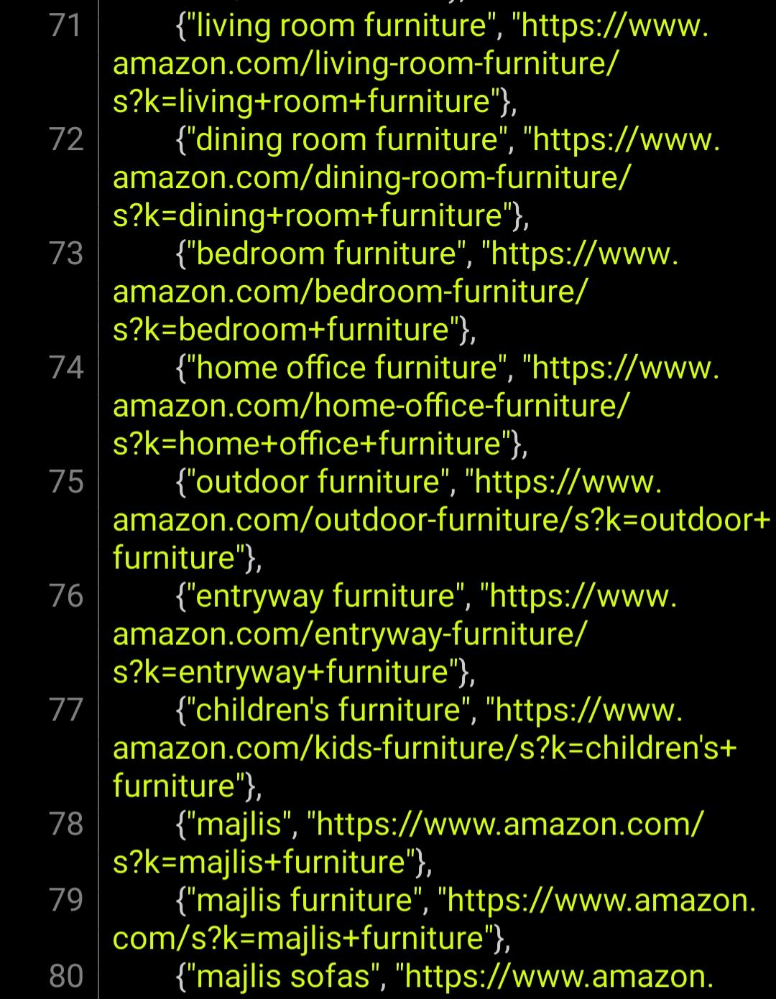 71 {"living room furniture", "https://www.
amazon.com/living-room-furniture/
s?k=living+room+furniture"},
72 {"dining room furniture", "https://www.
amazon.com/dining-room-furniture/
s?k=dining+room+furniture"},
73 {"bedroom furniture", "https://www.
amazon.com/bedroom-furniture/
s?k=bedroom+furniture"},
74 {"home office furniture", "https://www.
amazon.com/home-office-furniture/
s?k=home+office+furniture"},
75 {"outdoor furniture", "https://www.
amazon.com/outdoor-furniture/s?k=outdoor+
furniture"},
76 {"entryway furniture", "https://www.
amazon.com/entryway-furniture/
s?k=entryway+furniture"},
77 {"children's furniture", "https://www.
amazon.com/kids-furniture/s?k=children's+
furniture"},
78 {"majlis", "https://www.amazon.com/
s?k=majlis+furniture"},
79 {"majlis furniture", "https://www.amazon.
com/s?k=majlis+furniture"},
80 {"majlis sofas", "https://www.amazon.